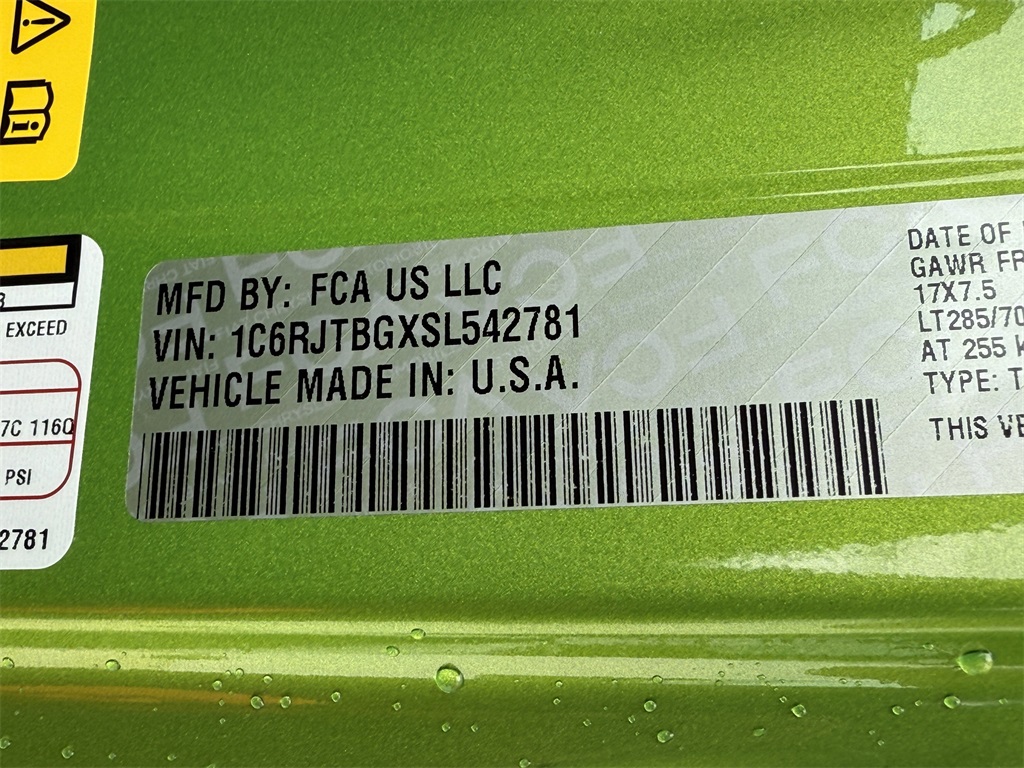 EXCEED
7C 116Q
PSI
2781
MFD BY: FCA US LLC
VIN: 1C6RJTBGXSL542781
VEHICLE MADE IN: U.S.A.
DATE OF
GAWR FR
17X7.5
LT285/70
AT 255
TYPE: T
THIS VE